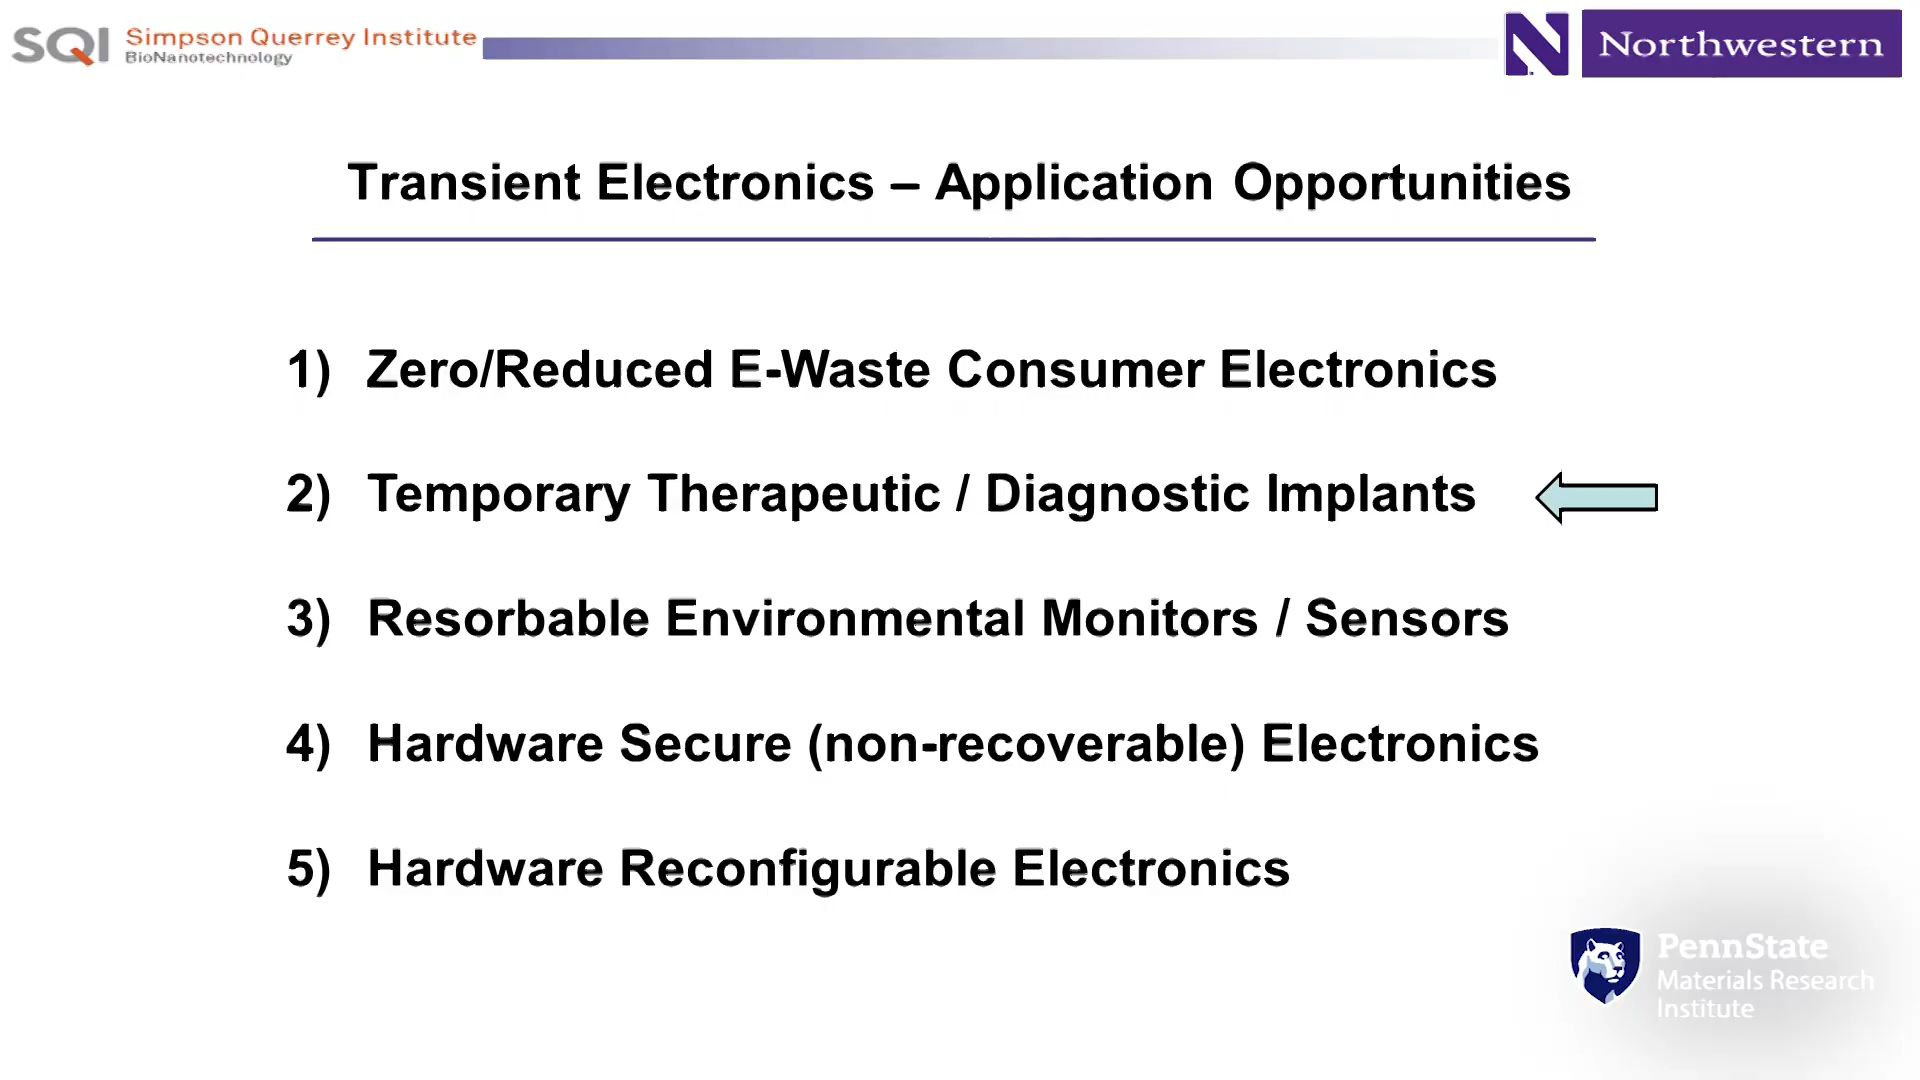 SQI Simpson Querrey Institute
BioNanotechnology
N Northwestern
Transient Electronics – Application Opportunities
1) Zero/Reduced E-Waste Consumer Electronics
2) Temporary Therapeutic / Diagnostic Implants
3) Resorbable Environmental Monitors / Sensors
4) Hardware Secure (non-recoverable) Electronics
5) Hardware Reconfigurable Electronics
PennState
Materials Research
Institute